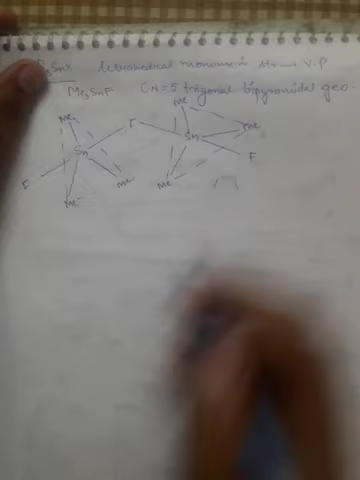 tetrahedral monomeric V.P
Me₃SnF CN=5 trigonal bipyramidal geo.
Me
Me F Me
Sn Sn
F Me Me F
Me